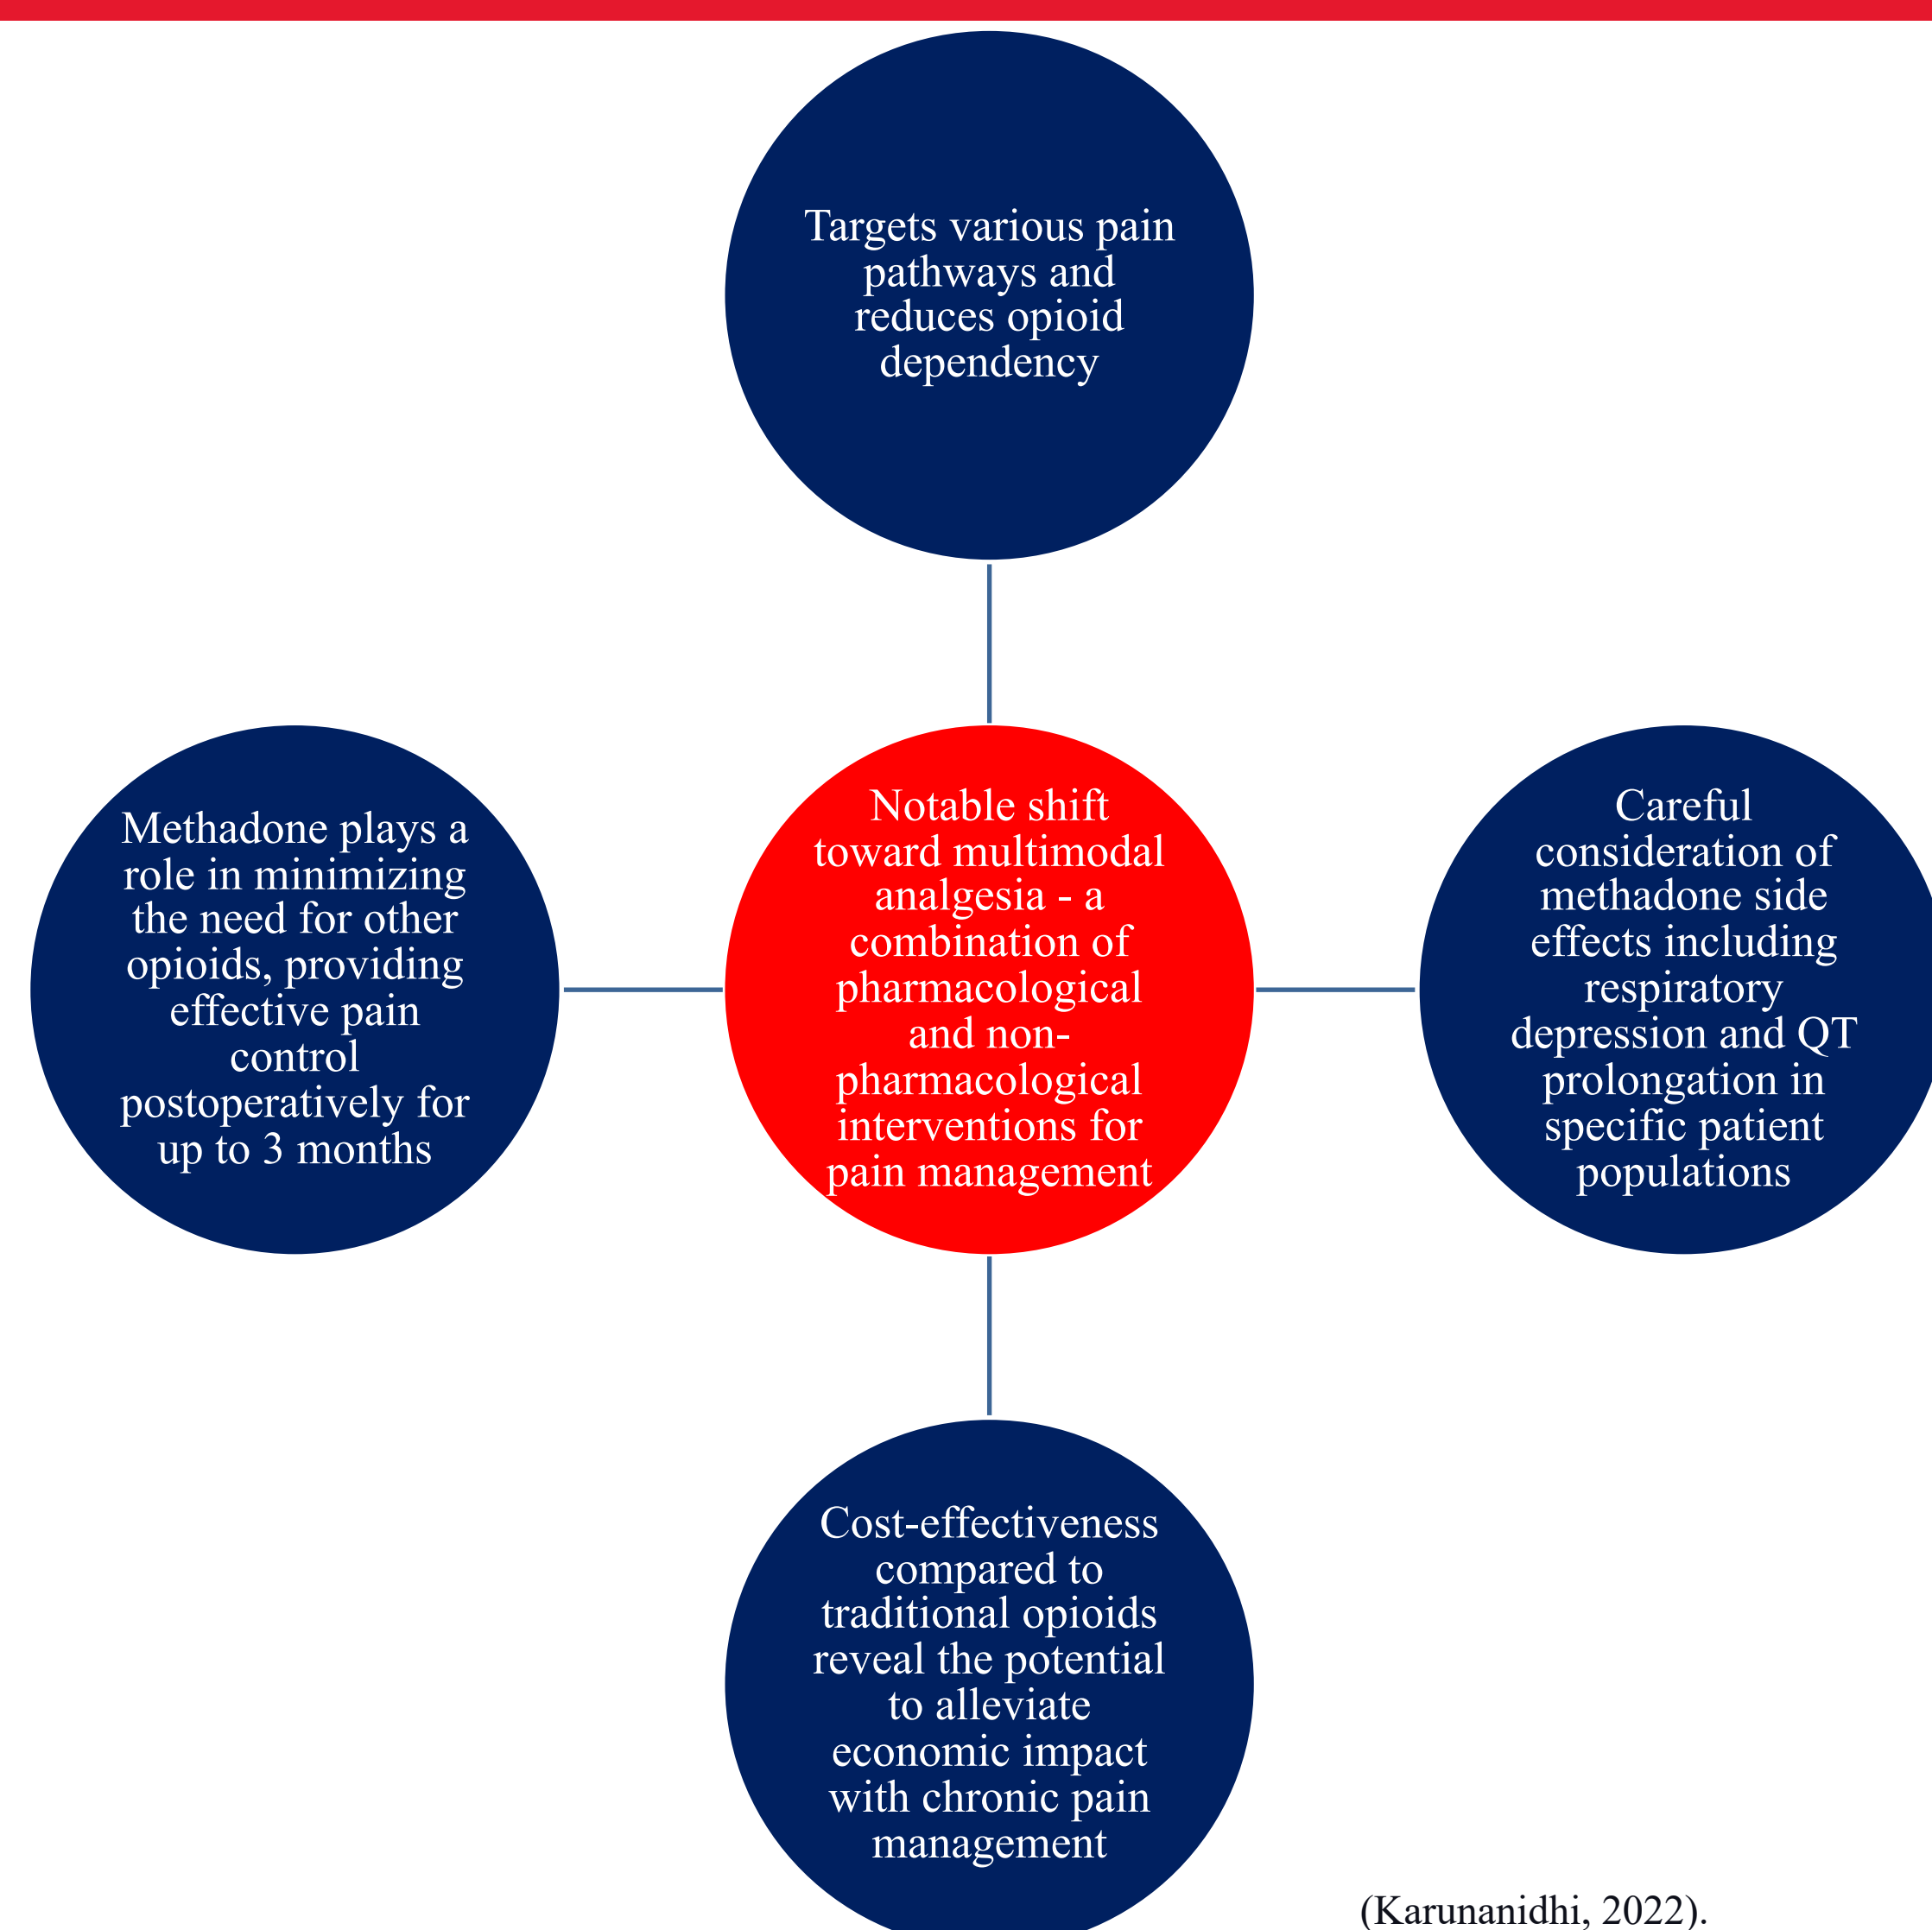 Targets various pain
pathways and
reduces opioid
dependency
Methadone plays a
role in minimizing
the need for other
opioids, providing
effective pain
control
postoperatively for
up to 3 months
Notable shift
toward multimodal
analgesia - a
combination of
pharmacological
and non-
pharmacological
interventions for
pain management
Careful
consideration of
methadone side
effects including
respiratory
depression and QT
prolongation in
specific patient
populations
Cost-effectiveness
compared to
traditional opioids
reveal the potential
to alleviate
economic impact
with chronic pain
management
(Karunanidhi, 2022).